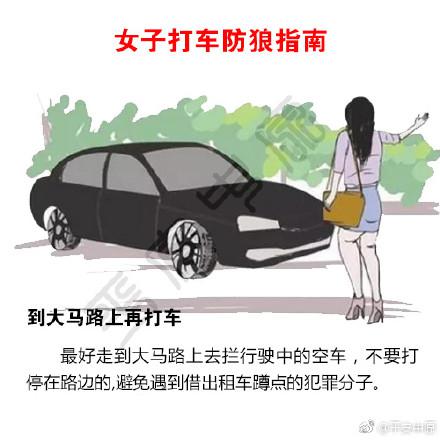 女子打车防狼指南
到大马路上再打车
最好走到大马路上去拦行驶中的空车，不要打
停在路边的,避免遇到借出租车蹲点的犯罪分子。